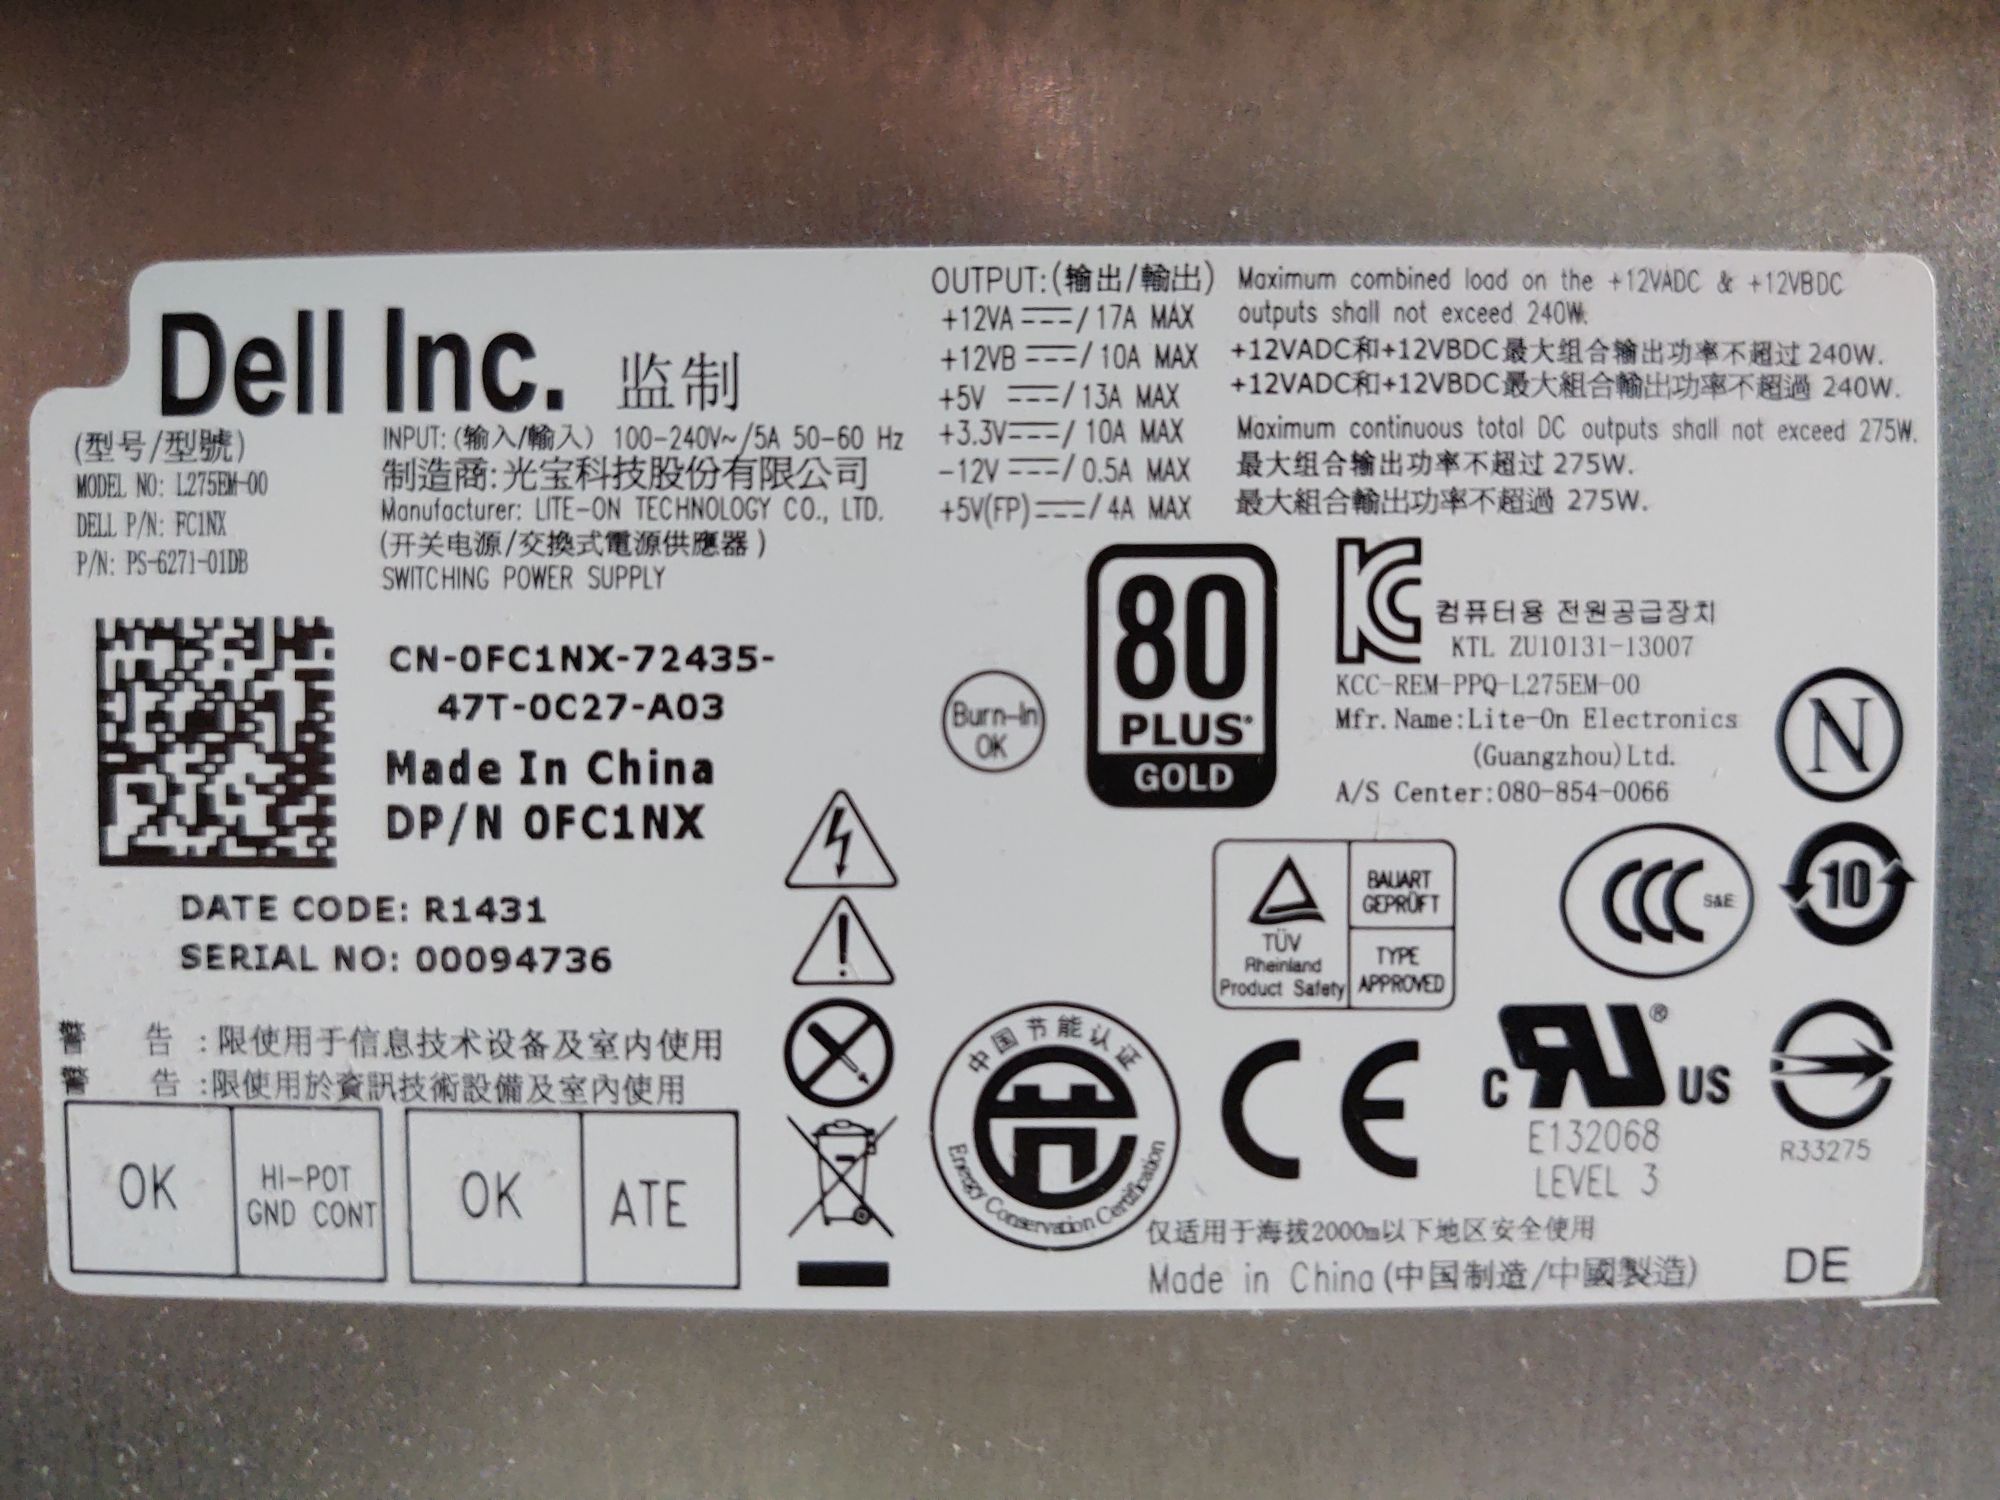 Dell Inc. 监制
(型号/型號)
MODEL NO: L275EM-00
DELL P/N: FC1NX
P/N: PS-6271-01DB
INPUT: (输入/輸入) 100-240V~/5A 50-60 Hz
制造商:光宝科技股份有限公司
Manufacturer: LITE-ON TECHNOLOGY CO., LTD.
(开关电源/交換式電源供應器)
SWITCHING POWER SUPPLY
OUTPUT:(输出/輸出)
+12VA ⎓/ 17A MAX
+12VB ⎓/ 10A MAX
+5V ⎓/ 13A MAX
+3.3V⎓/ 10A MAX
-12V ⎓/ 0.5A MAX
+5V(FP)⎓/ 4A MAX
Maximum combined load on the +12VADC & +12VBDC
outputs shall not exceed 240W.
+12VADC和+12VBDC最大组合输出功率不超过 240W.
+12VADC和+12VBDC最大組合輸出功率不超過 240W.
Maximum continuous total DC outputs shall not exceed 275W.
最大组合输出功率不超过 275W.
最大組合輸出功率不超過 275W.
CN-0FC1NX-72435-
47T-0C27-A03
Made In China
DP/N 0FC1NX
DATE CODE: R1431
SERIAL NO: 00094736
Burn-In
OK
80
PLUS
GOLD
컴퓨터용 전원공급장치
KTL ZU10131-13007
KCC-REM-PPQ-L275EM-00
Mfr. Name:Lite-On Electronics
(Guangzhou)Ltd.
A/S Center:080-854-0066
N
TÜV
Rheinland
Product Safety
BAUART
GEPRÜFT
TYPE
APPROVED
CCC S&E
10
告 :限使用于信息技术设备及室内使用
告 :限使用於資訊技術設備及室內使用
OK
HI-POT
GND CONT
OK
ATE
中国节能认证
Energy Conservation Certification
CE
c RU® US
E132068
LEVEL 3
R33275
仅适用于海拔2000m以下地区安全使用
Made in China(中国制造/中國製造)
DE